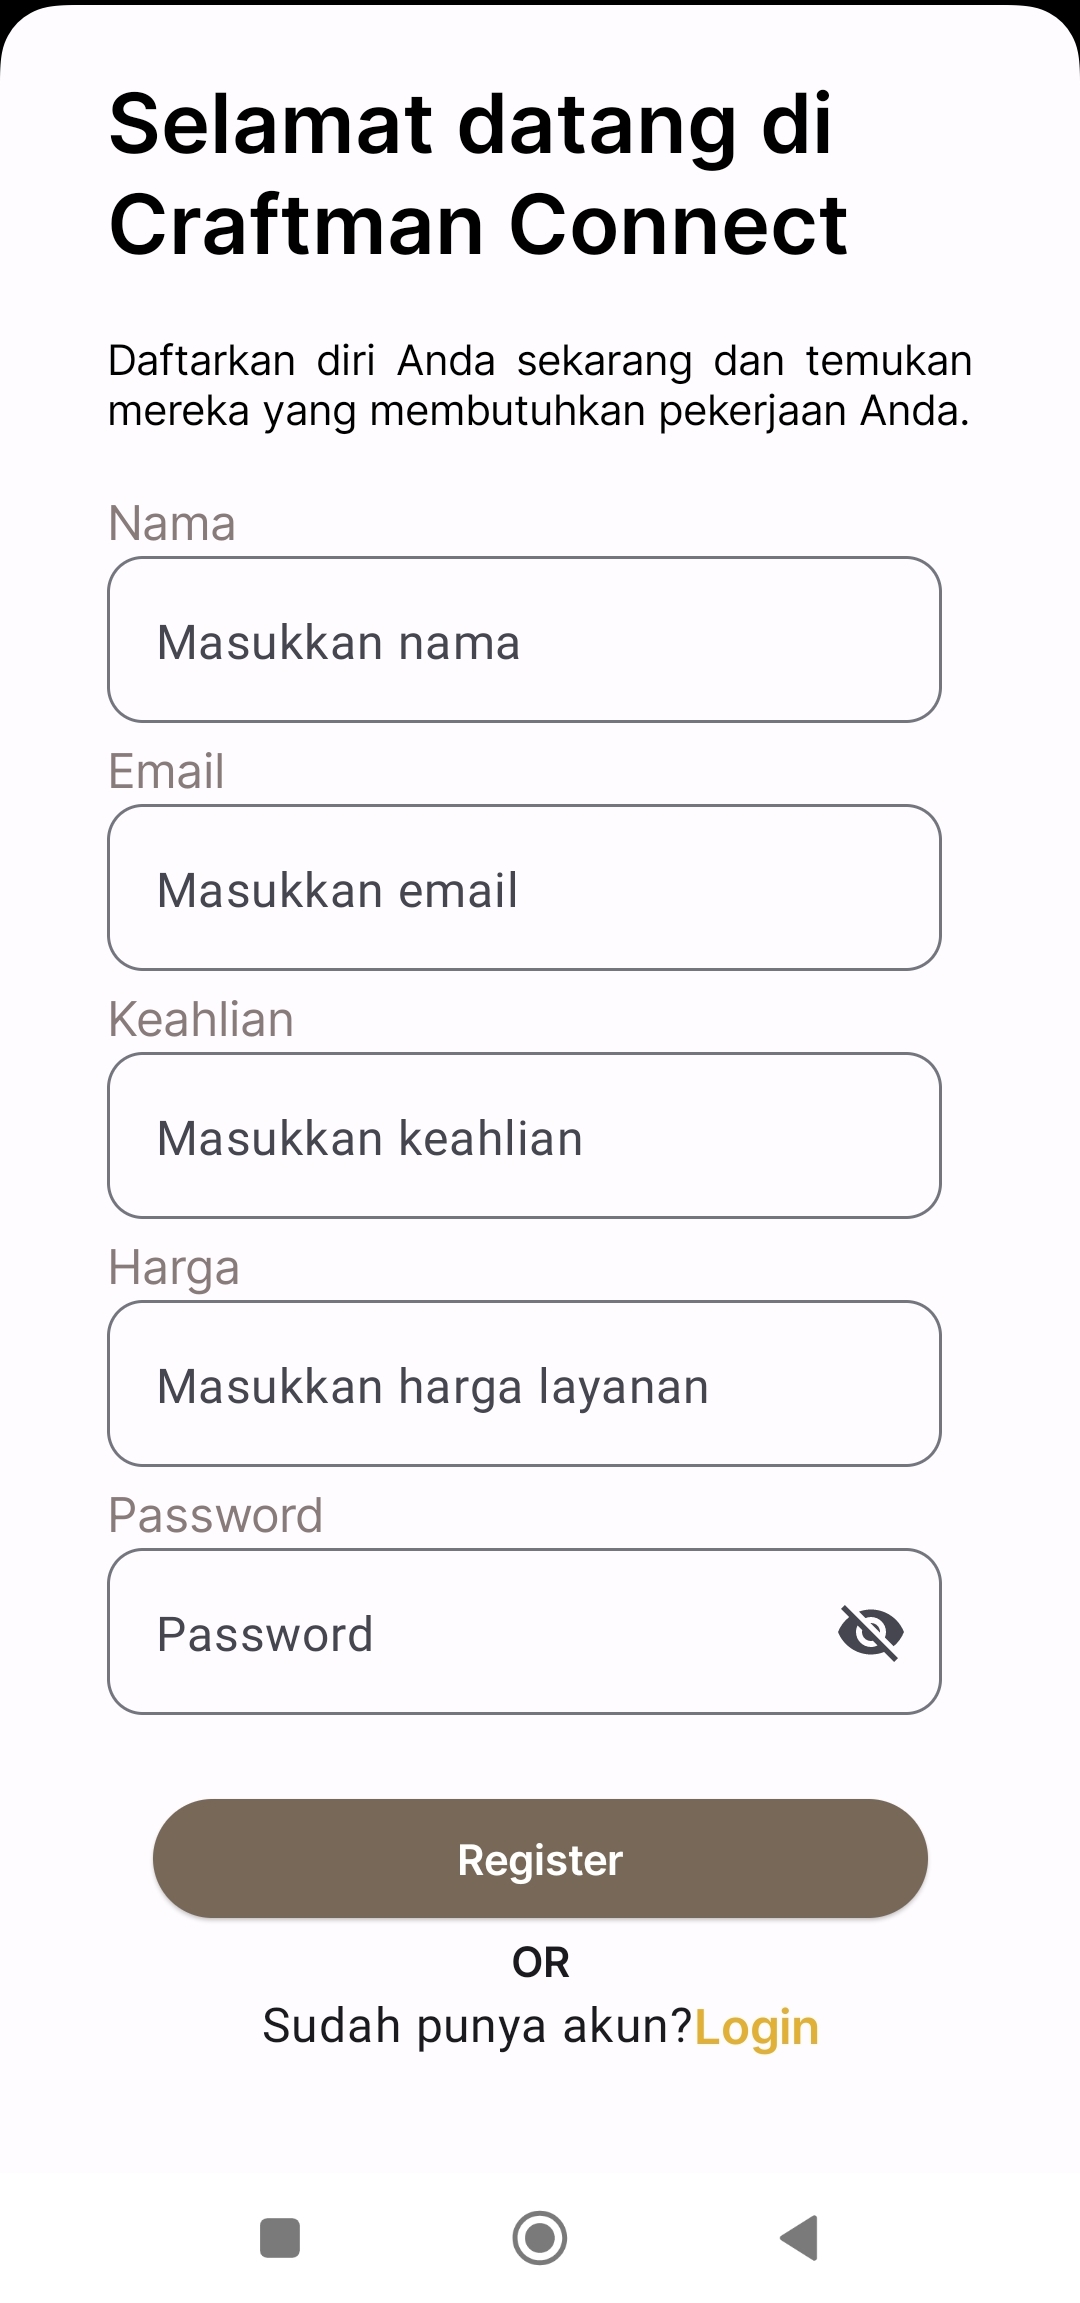 Selamat datang di
Craftman Connect
Daftarkan diri Anda sekarang dan temukan
mereka yang membutuhkan pekerjaan Anda.
Nama
Masukkan nama
Email
Masukkan email
Keahlian
Masukkan keahlian
Harga
Masukkan harga layanan
Password
Password
Register
OR
Sudah punya akun?Login